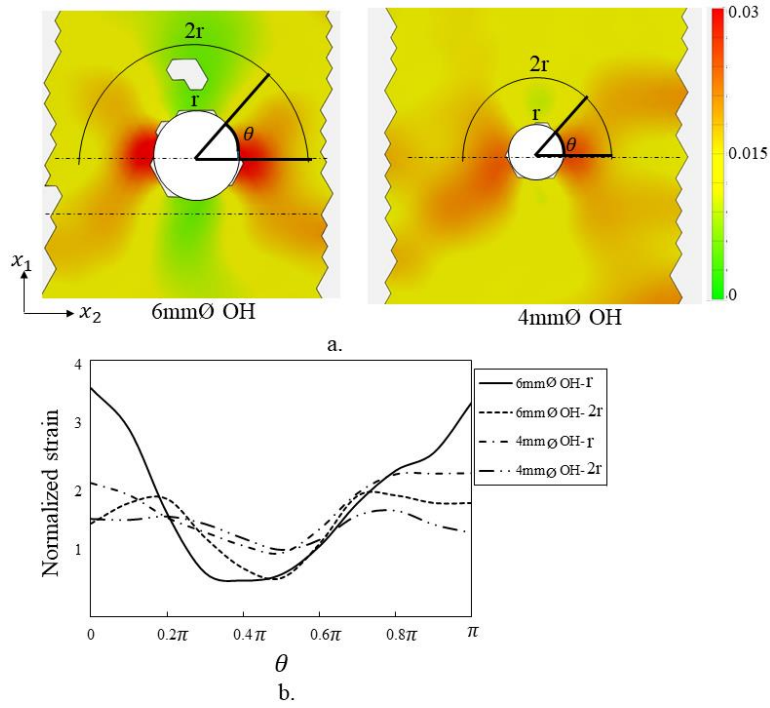 2r
r
θ
x₁
x₂
6mmØ OH
2r
r
θ
4mmØ OH
0.03
0.015
0
a.
Normalized strain
4
3
2
1
0
0.2π
0.4π
0.6π
0.8π
π
θ
6mmØ OH-r
6mmØ OH- 2r
4mmØ OH-r
4mmØ OH-2r
b.